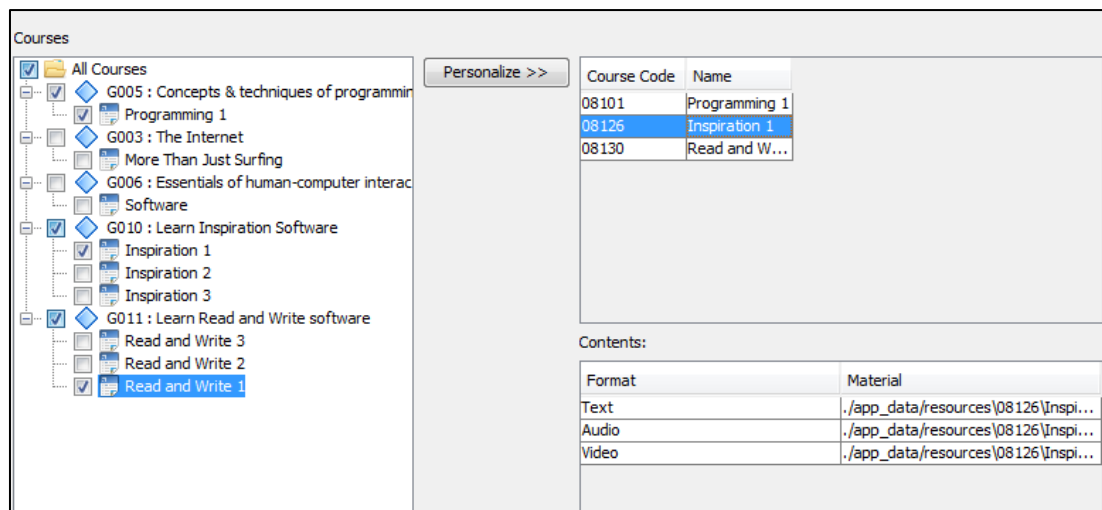 Courses
All Courses
G005 : Concepts & techniques of programmin
Programming 1
G003 : The Internet
More Than Just Surfing
G006 : Essentials of human-computer interac
Software
G010 : Learn Inspiration Software
Inspiration 1
Inspiration 2
Inspiration 3
G011 : Learn Read and Write software
Read and Write 3
Read and Write 2
Read and Write 1
Personalize >>
Course Code Name
08101 Programming 1
08126 Inspiration 1
08130 Read and W...
Contents:
Format Material
Text ./app_data/resources\08126\Inspi...
Audio ./app_data/resources\08126\Inspi...
Video ./app_data/resources\08126\Inspi...